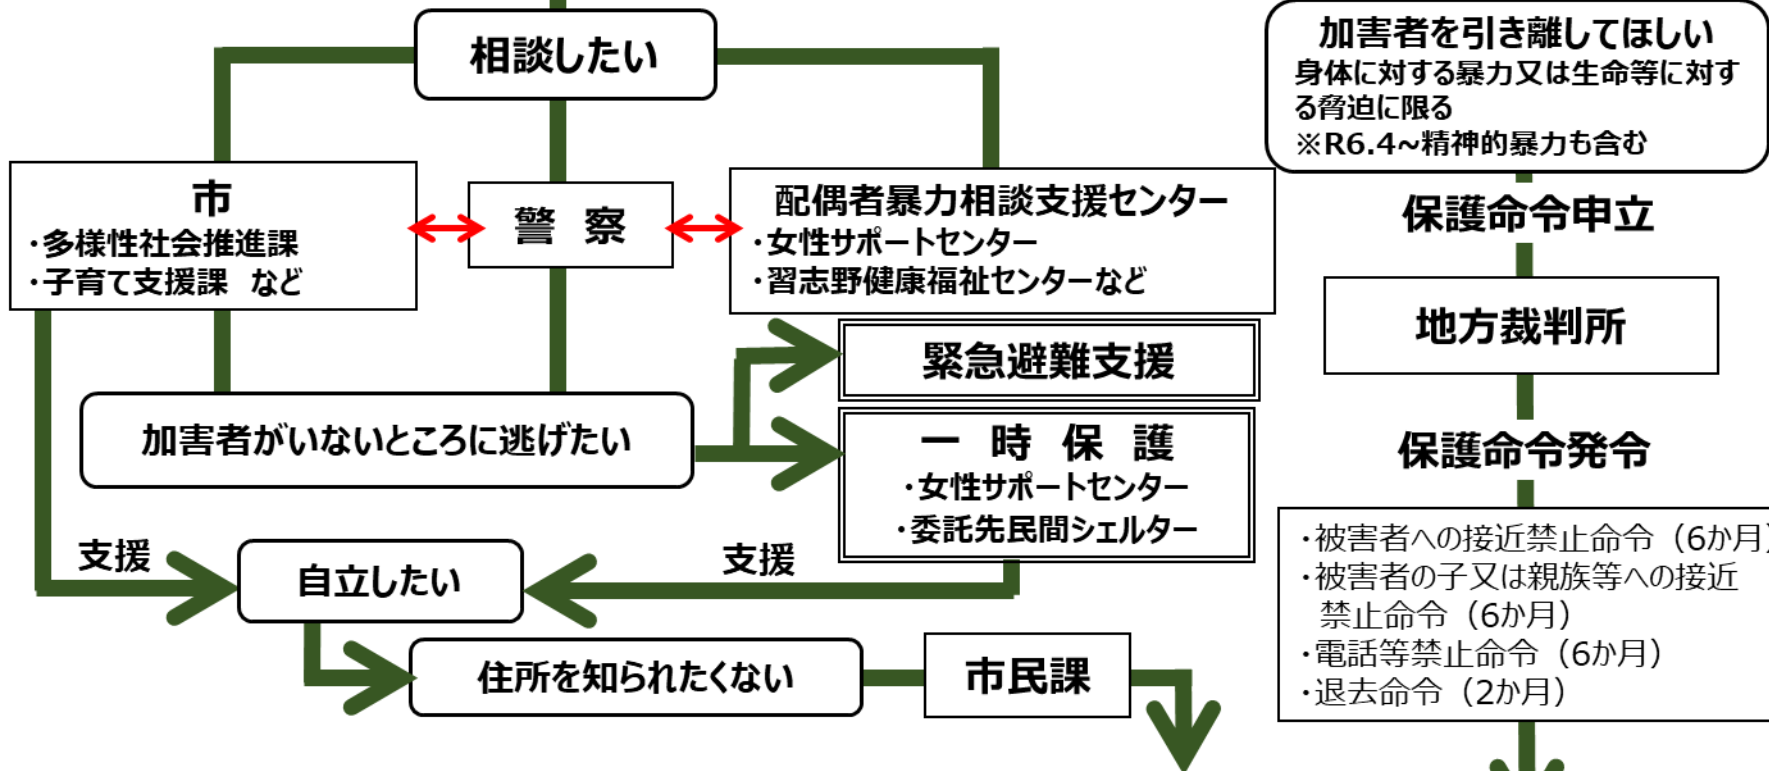 相談したい
市
・多様性社会推進課
・子育て支援課 など
警 察
配偶者暴力相談支援センター
・女性サポートセンター
・習志野健康福祉センターなど
緊急避難支援
加害者がいないところに逃げたい
一 時 保 護
・女性サポートセンター
・委託先民間シェルター
支援
支援
自立したい
住所を知られたくない
市民課
加害者を引き離してほしい
身体に対する暴力又は生命等に対す
る脅迫に限る
※R6.4~精神的暴力も含む
保護命令申立
地方裁判所
保護命令発令
・被害者への接近禁止命令（6か月）
・被害者の子又は親族等への接近
禁止命令（6か月）
・電話等禁止命令（6か月）
・退去命令（2か月）